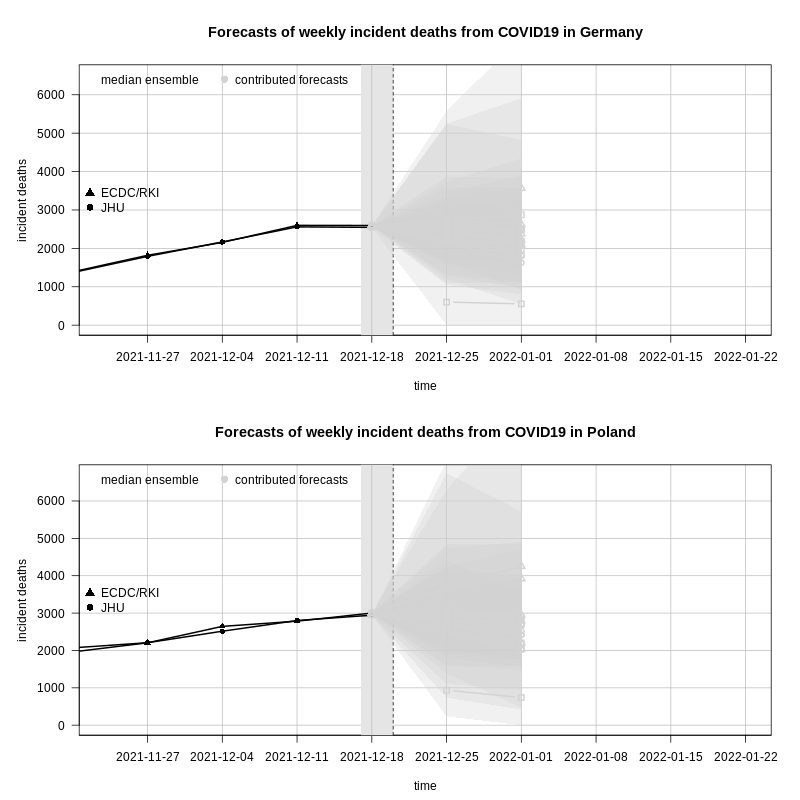 Forecasts of weekly incident deaths from COVID19 in Germany
median ensemble contributed forecasts
6000
5000
4000
3000
2000
1000
0
incident deaths
ECDC/RKI
JHU
2021-11-27 2021-12-04 2021-12-11 2021-12-18 2021-12-25 2022-01-01 2022-01-08 2022-01-15 2022-01-22
time
Forecasts of weekly incident deaths from COVID19 in Poland
median ensemble contributed forecasts
6000
5000
4000
3000
2000
1000
0
incident deaths
ECDC/RKI
JHU
2021-11-27 2021-12-04 2021-12-11 2021-12-18 2021-12-25 2022-01-01 2022-01-08 2022-01-15 2022-01-22
time